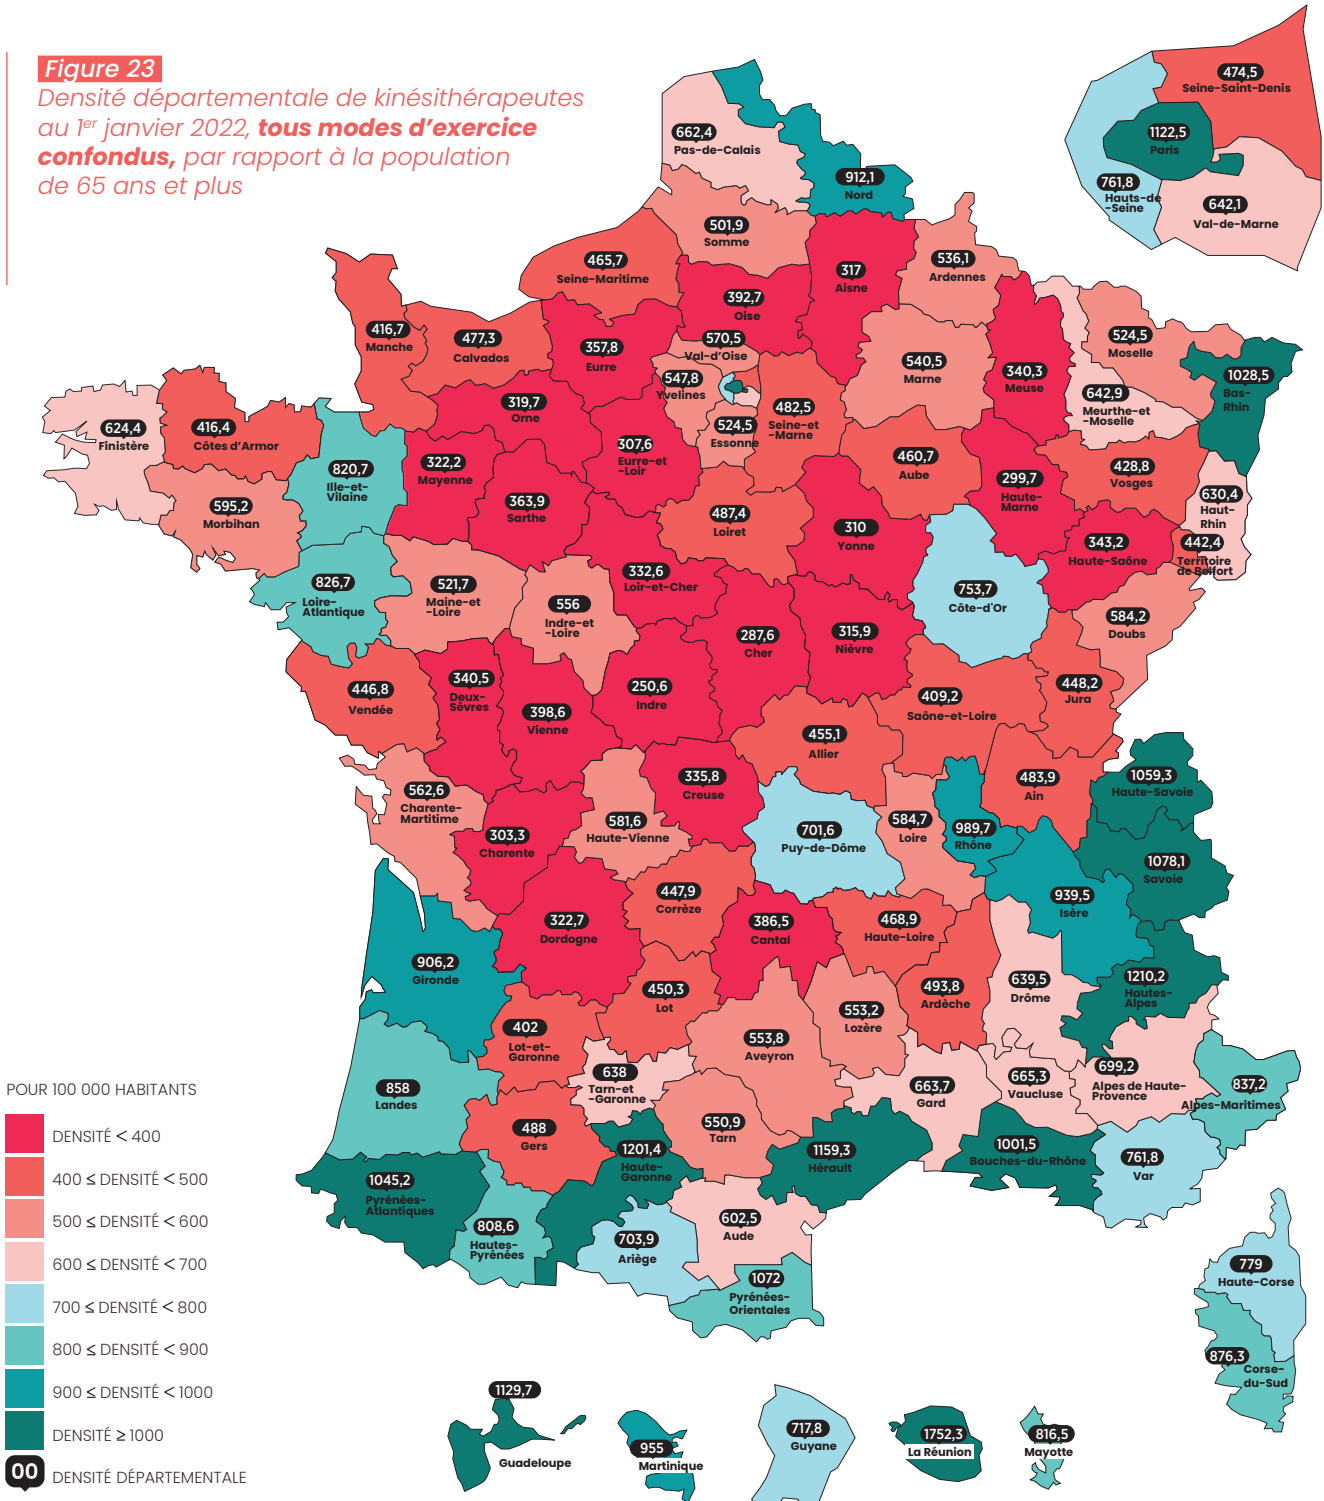 Figure 23
Densité départementale de kinésithérapeutes
au 1er janvier 2022, tous modes d'exercice
confondus, par rapport à la population
de 65 ans et plus
474,5
Seine-Saint-Denis
1122,5
Paris
761,8
Hauts-de
-Seine
642,1
Val-de-Marne
662,4
Pas-de-Calais
912,1
Nord
501,9
Somme
465,7
Seine-Maritime
392,7
Oise
317
Aisne
536,1
Ardennes
416,7
Manche
477,3
Calvados
357,8
Eurre
570,5
Val-d'Oise
547,8
Yvelines
524,5
Essonne
482,5
Seine-et
-Marne
540,5
Marne
340,3
Meuse
524,5
Moselle
642,9
Meurthe-et
-Moselle
1028,5
Bas-
Rhin
624,4
Finistère
416,4
Côtes d'Armor
820,7
Ille-et-
Vilaine
595,2
Morbihan
319,7
Orne
322,2
Mayenne
363,9
Sarthe
307,6
Eurre-et
-Loir
487,4
Loiret
460,7
Aube
310
Yonne
299,7
Haute-
Marne
428,8
Vosges
630,4
Haut-
Rhin
343,2
Haute-Saône
442,4
Territoire
de Belfort
826,7
Loire-
Atlantique
521,7
Maine-et
-Loire
556
Indre-et
-Loire
332,6
Loir-et-Cher
287,6
Cher
315,9
Nièvre
753,7
Côte-d'Or
584,2
Doubs
446,8
Vendée
340,5
Deux-
Sèvres
398,6
Vienne
250,6
Indre
409,2
Saône-et-Loire
448,2
Jura
455,1
Allier
562,6
Charente-
Martitime
303,3
Charente
581,6
Haute-Vienne
335,8
Creuse
701,6
Puy-de-Dôme
584,7
Loire
989,7
Rhône
483,9
Ain
1059,3
Haute-Savoie
1078,1
Savoie
939,5
Isère
906,2
Gironde
322,7
Dordogne
447,9
Corrèze
386,5
Cantal
468,9
Haute-Loire
493,8
Ardèche
639,5
Drôme
1210,2
Hautes-
Alpes
402
Lot-et-
Garonne
450,3
Lot
553,8
Aveyron
553,2
Lozère
858
Landes
488
Gers
638
Tarn-et
-Garonne
550,9
Tarn
663,7
Gard
665,3
Vaucluse
699,2
Alpes de Haute-
Provence
837,2
Alpes-Maritimes
1045,2
Pyrénées-
Atlantiques
808,6
Hautes-
Pyrénées
1201,4
Haute-
Garonne
1159,3
Hérault
1001,5
Bouches-du-Rhône
761,8
Var
703,9
Ariège
602,5
Aude
1072
Pyrénées-
Orientales
779
Haute-Corse
876,3
Corse-
du-Sud
POUR 100 000 HABITANTS
DENSITÉ < 400
400 ≤ DENSITÉ < 500
500 ≤ DENSITÉ < 600
600 ≤ DENSITÉ < 700
700 ≤ DENSITÉ < 800
800 ≤ DENSITÉ < 900
900 ≤ DENSITÉ < 1000
DENSITÉ ≥ 1000
00 DENSITÉ DÉPARTEMENTALE
1129,7
Guadeloupe
955
Martinique
717,8
Guyane
1752,3
La Réunion
816,5
Mayotte